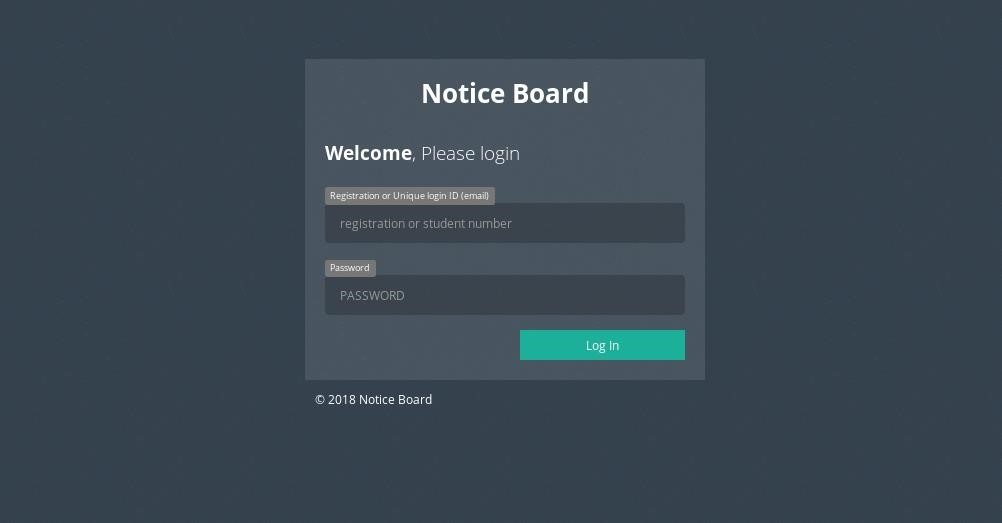 Notice Board
Welcome, Please login
Registration or Unique login ID (email)
registration or student number
Password
PASSWORD
Log In
© 2018 Notice Board